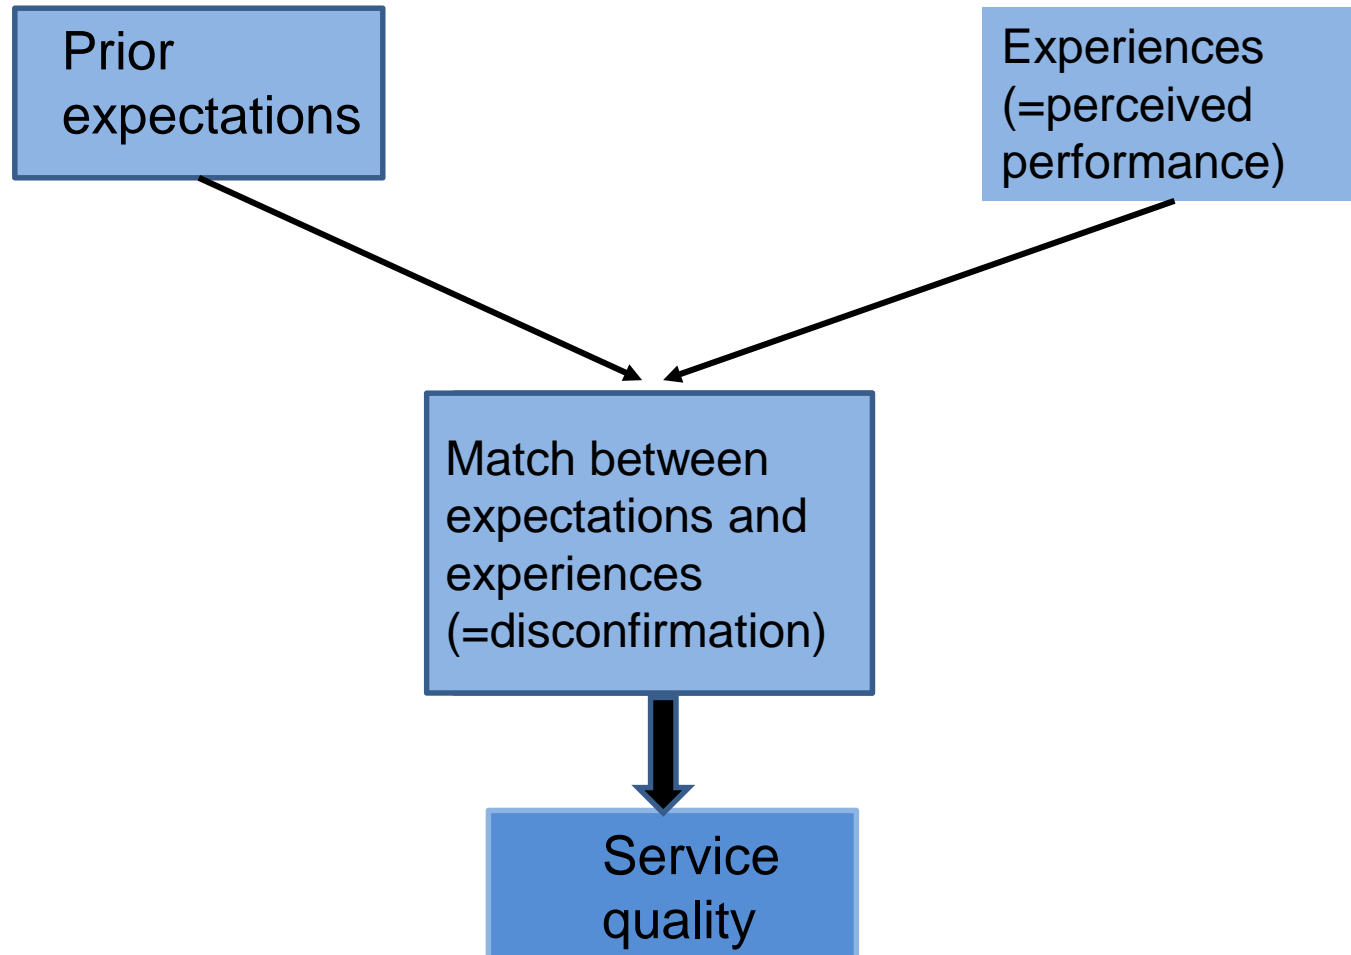 Prior
expectations
Experiences
(=perceived
performance)
Match between
expectations and
experiences
(=disconfirmation)
Service
quality